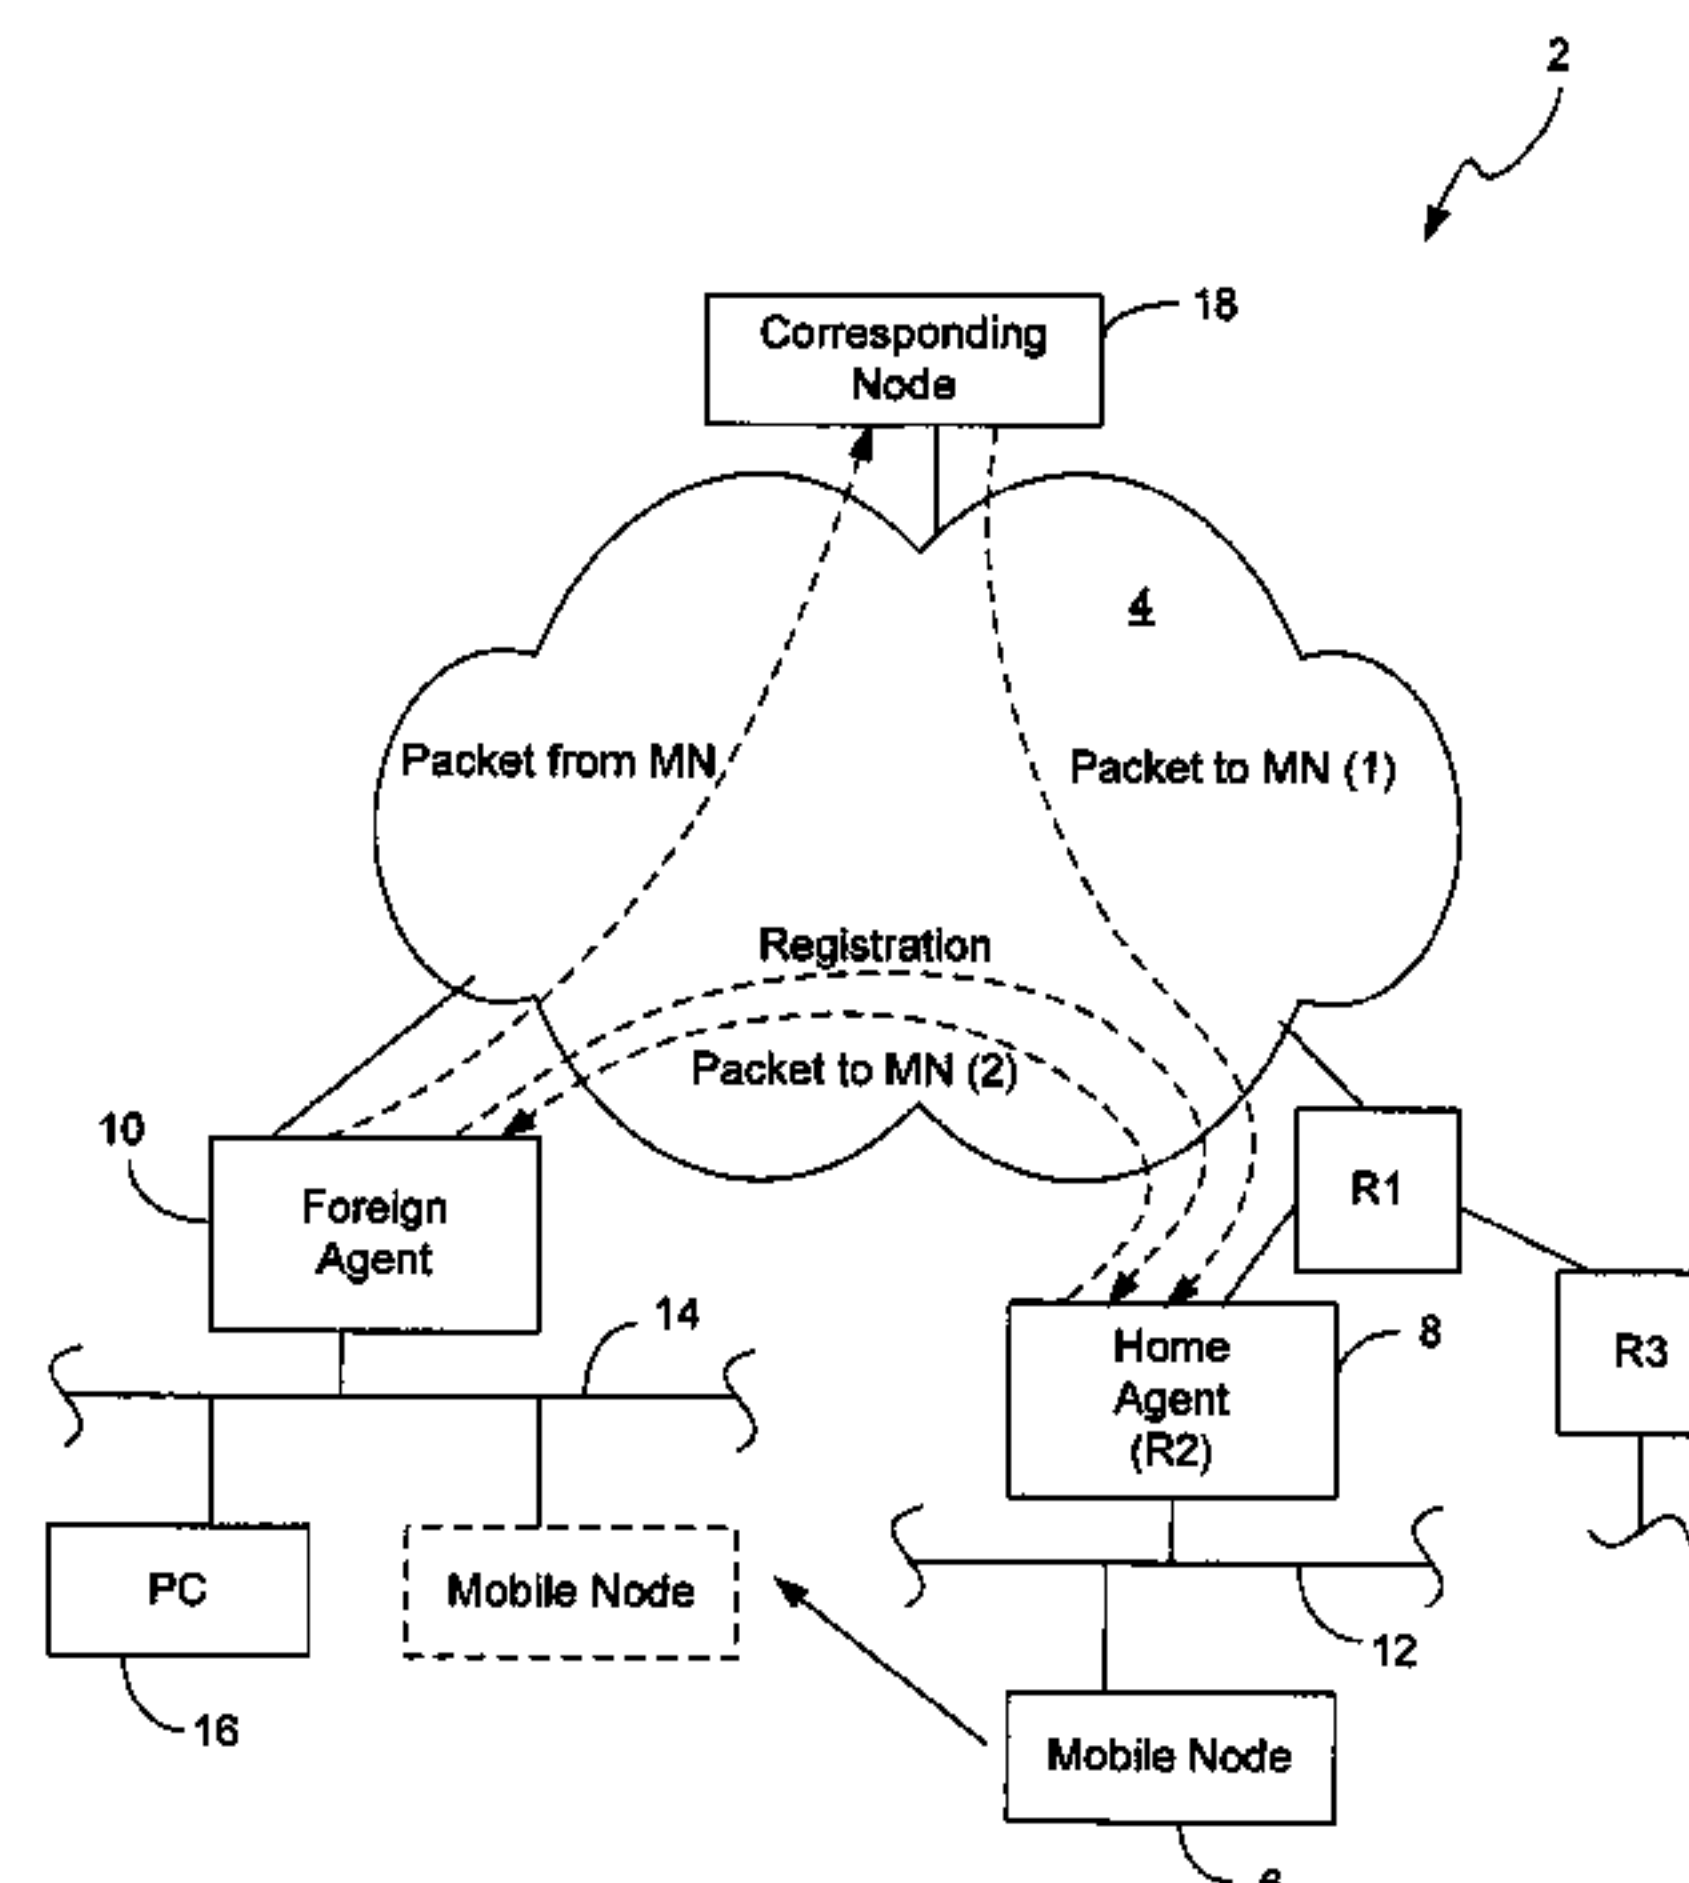 2
18
Corresponding
Node
4
Packet from MN
Packet to MN (1)
Registration
Packet to MN (2)
10
Foreign
Agent
R1
14
Home
Agent
(R2)
8
R3
PC
Mobile Node
12
16
Mobile Node
6